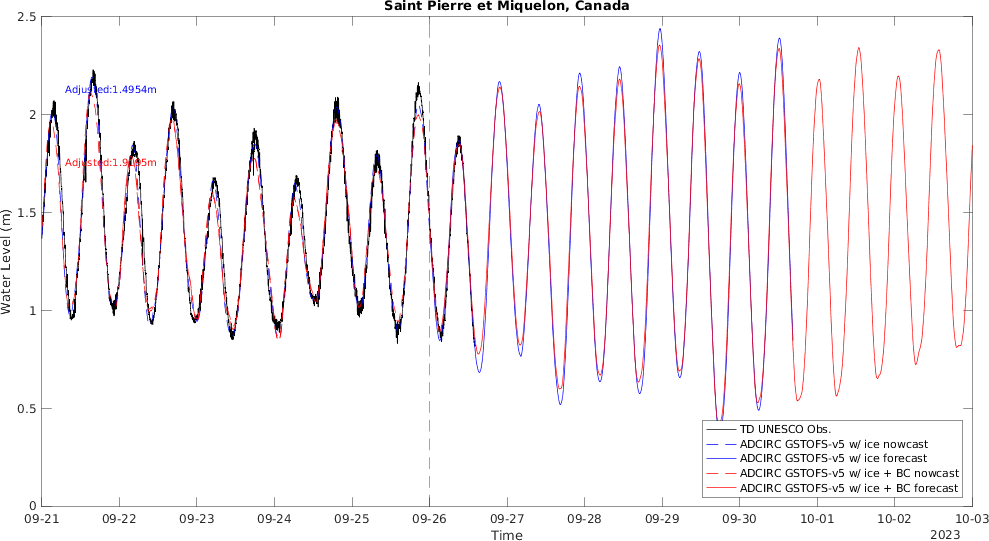 Saint Pierre et Miquelon, Canada
2.5
2
1.5
1
0.5
0
Water Level (m)
Adjusted:1.4954m
TD UNESCO Obs.
ADCIRC GSTOFS-v5 w/ ice nowcast
ADCIRC GSTOFS-v5 w/ ice forecast
ADCIRC GSTOFS-v5 w/ ice + BC nowcast
ADCIRC GSTOFS-v5 w/ ice + BC forecast
09-21 09-22 09-23 09-24 09-25 09-26 09-27 09-28 09-29 09-30 10-01 10-02 10-03
Time
2023